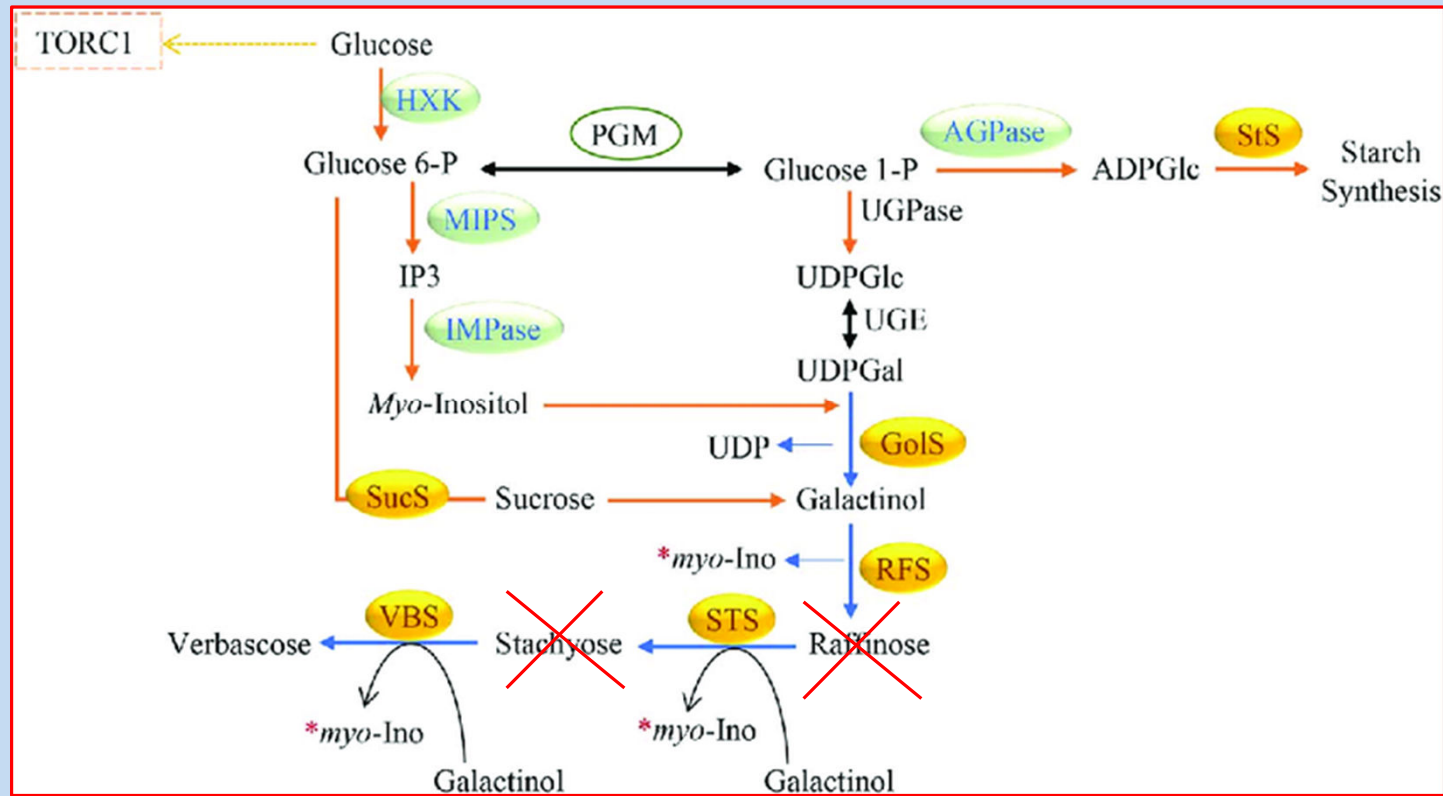 TORC1
Glucose
HXK
PGM
AGPase
StS
Glucose 6-P
Glucose 1-P
ADPGlc
Starch
Synthesis
MIPS
UGPase
IP3
UDPGlc
IMPase
UGE
UDPGal
Myo-Inositol
UDP
GolS
SucS
Sucrose
Galactinol
*myo-Ino
RFS
VBS
STS
Verbascose
Stachyose
Raffinose
*myo-Ino
*myo-Ino
Galactinol
Galactinol